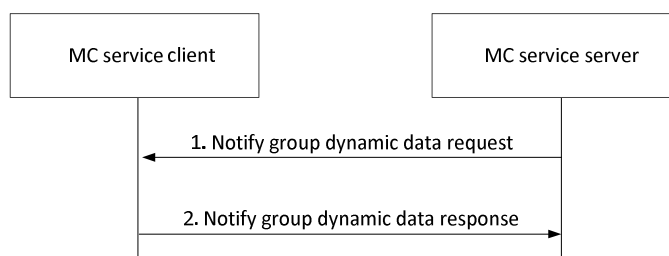 MC service client
MC service server
1. Notify group dynamic data request
2. Notify group dynamic data response